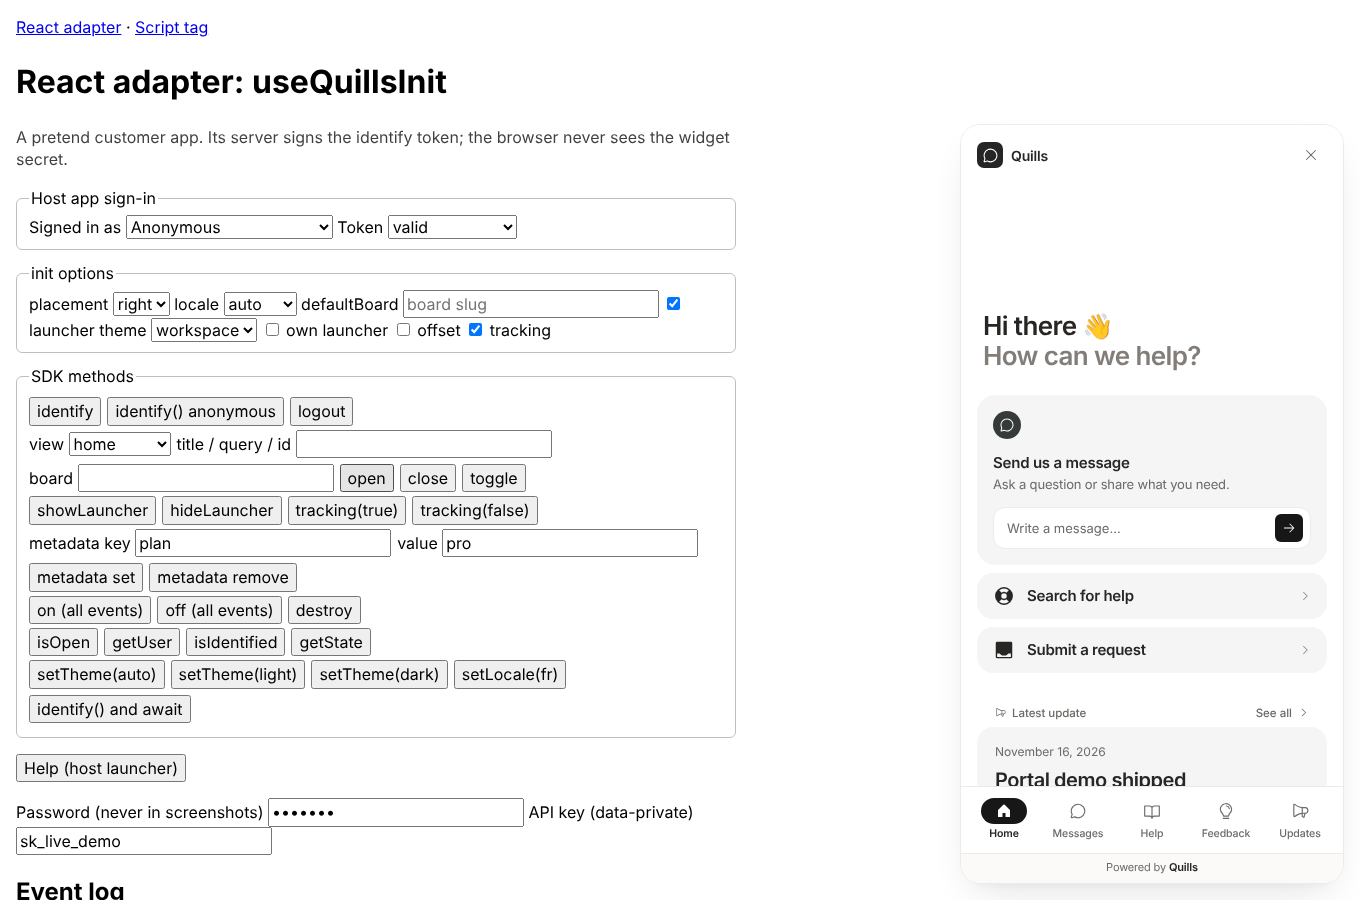 React adapter · Script tag
React adapter: useQuillsInit
A pretend customer app. Its server signs the identify token; the browser never sees the widget
secret.
Host app sign-in
Signed in as Anonymous Token valid
init options
placement right locale auto defaultBoard board slug
launcher theme workspace own launcher offset tracking
SDK methods
identify identify() anonymous logout
view home title / query / id
board open close toggle
showLauncher hideLauncher tracking(true) tracking(false)
metadata key plan value pro
metadata set metadata remove
on (all events) off (all events) destroy
isOpen getUser isIdentified getState
setTheme(auto) setTheme(light) setTheme(dark) setLocale(fr)
identify() and await
Help (host launcher)
Password (never in screenshots) ••••••• API key (data-private)
sk_live_demo
Event log
Quills
Hi there 👋
How can we help?
Send us a message
Ask a question or share what you need.
Write a message...
Search for help
Submit a request
Latest update See all
November 16, 2026
Portal demo shipped
Home Messages Help Feedback Updates
Powered by Quills